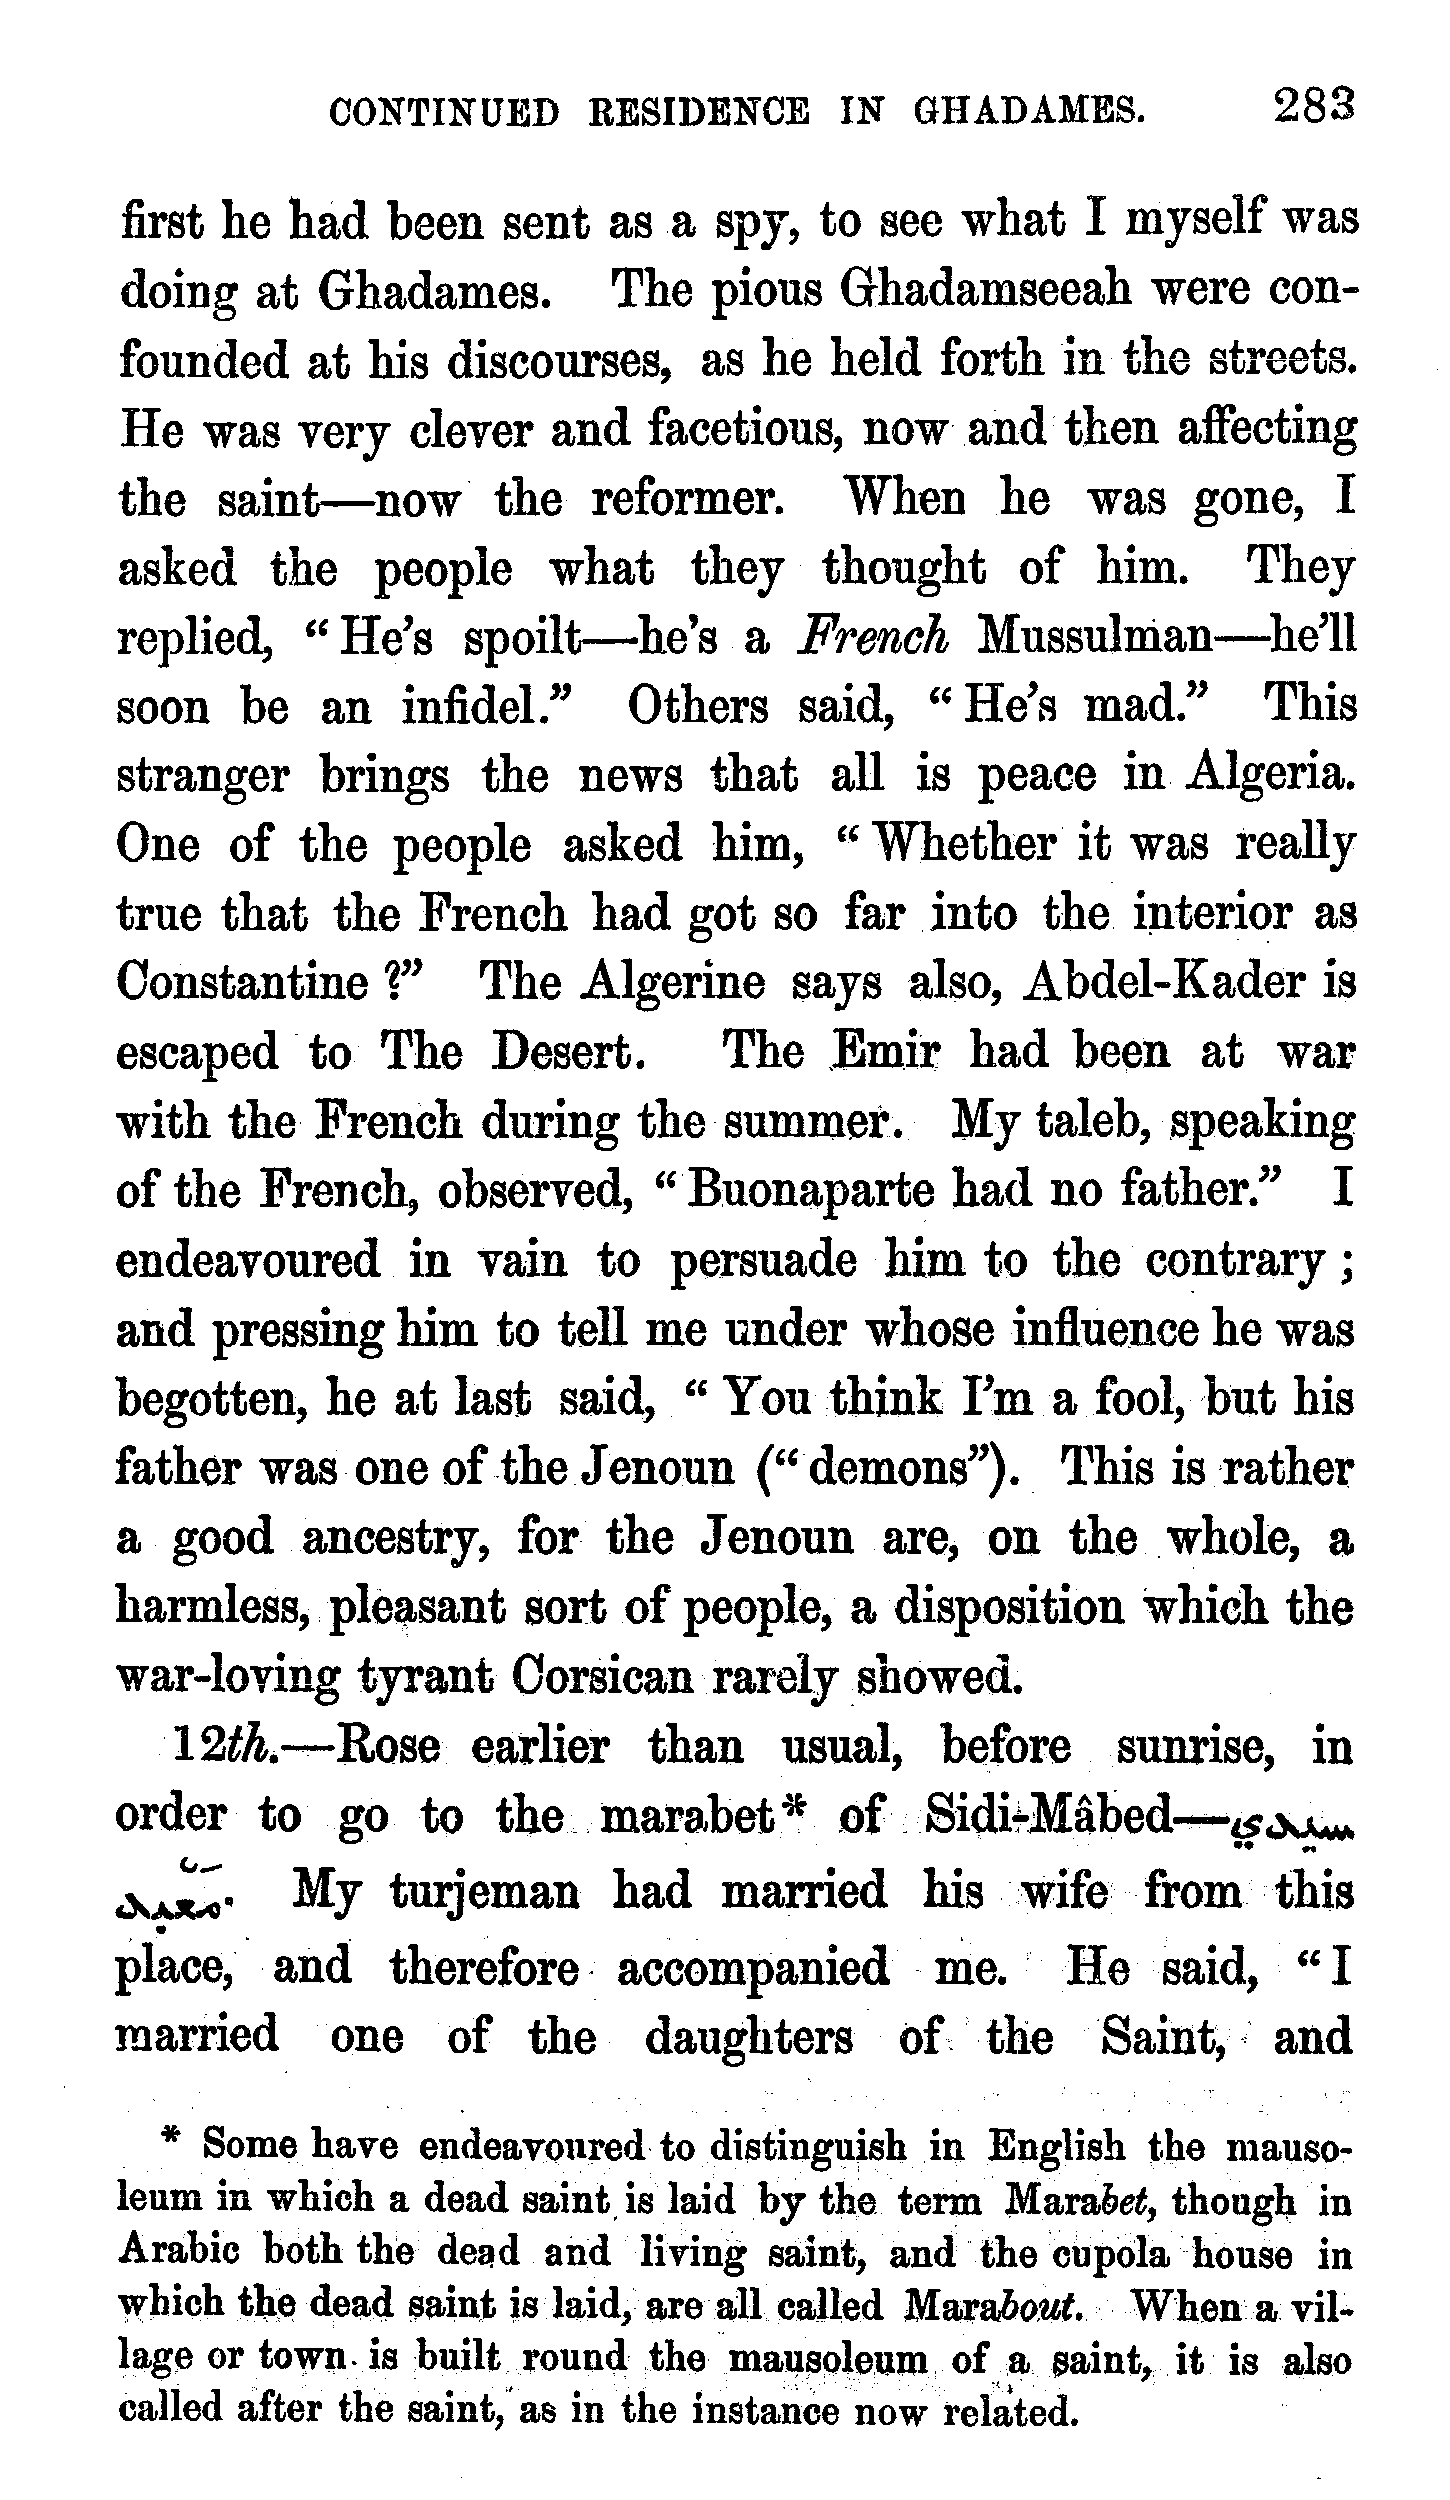 CONTINUED RESIDENCE IN GHADAMES. 283
first he had been sent as a spy, to see what I myself was
doing at Ghadames. The pious Ghadamseeah were con-
founded at his discourses, as he held forth in the streets.
He was very clever and facetious, now and then affecting
the saint—now the reformer. When he was gone, I
asked the people what they thought of him. They
replied, “He’s spoilt—he’s a French Mussulman—he’ll
soon be an infidel.” Others said, “He’s mad.” This
stranger brings the news that all is peace in Algeria.
One of the people asked him, “Whether it was really
true that the French had got so far into the interior as
Constantine?” The Algerine says also, Abdel-Kader is
escaped to The Desert. The Emir had been at war
with the French during the summer. My taleb, speaking
of the French, observed, “Buonaparte had no father.” I
endeavoured in vain to persuade him to the contrary;
and pressing him to tell me under whose influence he was
begotten, he at last said, “You think I’m a fool, but his
father was one of the Jenoun (“demons”). This is rather
a good ancestry, for the Jenoun are, on the whole, a
harmless, pleasant sort of people, a disposition which the
war-loving tyrant Corsican rarely showed.
12th.—Rose earlier than usual, before sunrise, in
order to go to the marabet* of Sidi-Mâbed—سيدي
مَعْبد. My turjeman had married his wife from this
place, and therefore accompanied me. He said, “I
married one of the daughters of the Saint, and
* Some have endeavoured to distinguish in English the mauso-
leum in which a dead saint is laid by the term Marabet, though in
Arabic both the dead and living saint, and the cupola house in
which the dead saint is laid, are all called Marabout. When a vil-
lage or town is built round the mausoleum of a saint, it is also
called after the saint, as in the instance now related.